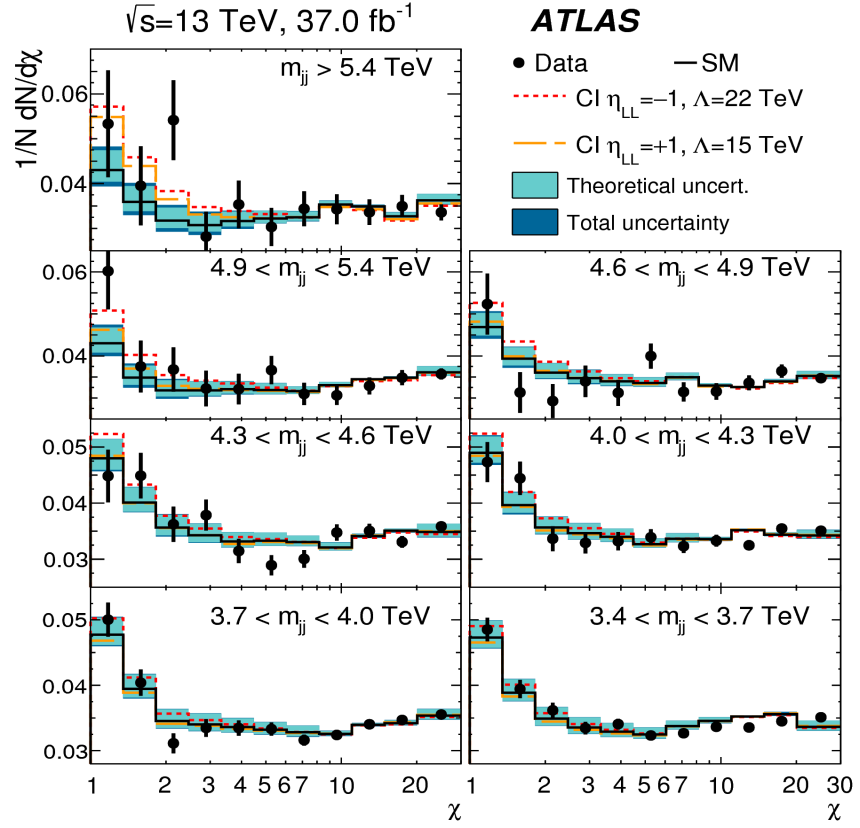 √s=13 TeV, 37.0 fb⁻¹
ATLAS
1/N dN/dχ
Data
SM
CI η_LL=−1, Λ=22 TeV
CI η_LL=+1, Λ=15 TeV
Theoretical uncert.
Total uncertainty
m_jj > 5.4 TeV
0.06
0.04
4.9 < m_jj < 5.4 TeV
4.6 < m_jj < 4.9 TeV
0.06
0.04
4.3 < m_jj < 4.6 TeV
4.0 < m_jj < 4.3 TeV
0.05
0.04
0.03
3.7 < m_jj < 4.0 TeV
3.4 < m_jj < 3.7 TeV
0.05
0.04
0.03
1 2 3 4 5 6 7 10 20
1 2 3 4 5 6 7 10 20 30
χ
χ